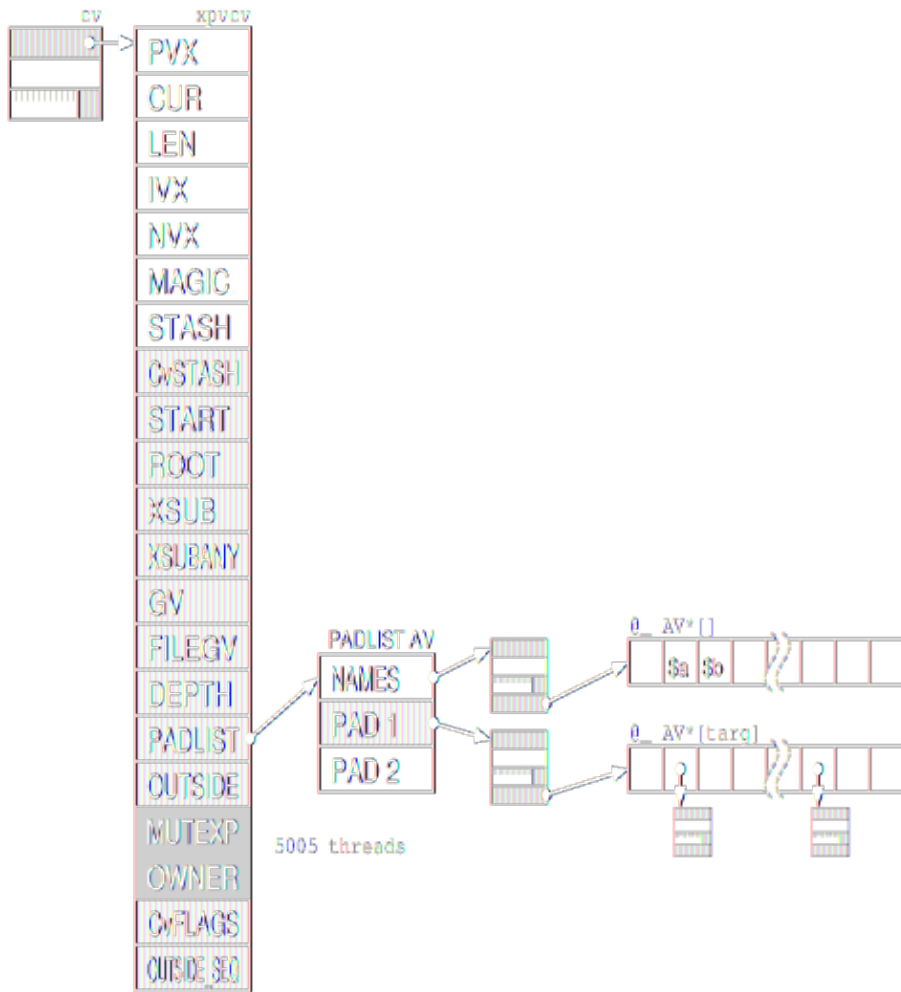 cv
xpvcv
PVX
CUR
LEN
IVX
NVX
MAGIC
STASH
CvSTASH
START
ROOT
XSUB
XSUBANY
GV
FILEGV
DEPTH
PADLIST
OUTSIDE
MUTEXP
OWNER
CvFLAGS
OUTSIDE_SEQ
5005 threads
PADLIST AV
NAMES
PAD 1
PAD 2
@_ AV*[]
$a $b
@_ AV*[targ]